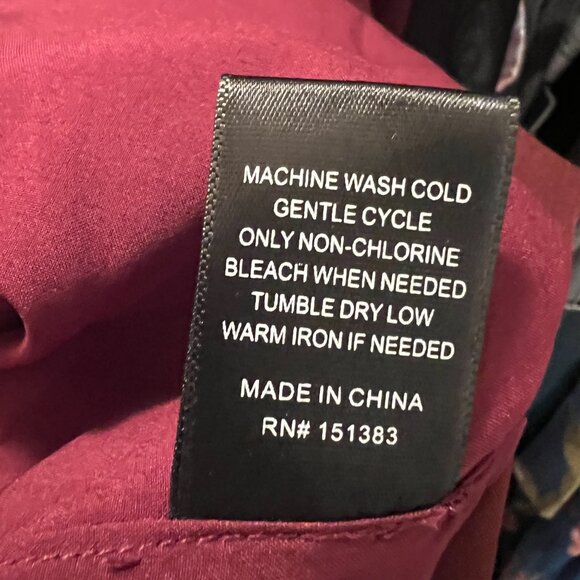 MACHINE WASH COLD
GENTLE CYCLE
ONLY NON-CHLORINE
BLEACH WHEN NEEDED
TUMBLE DRY LOW
WARM IRON IF NEEDED
MADE IN CHINA
RN# 151383